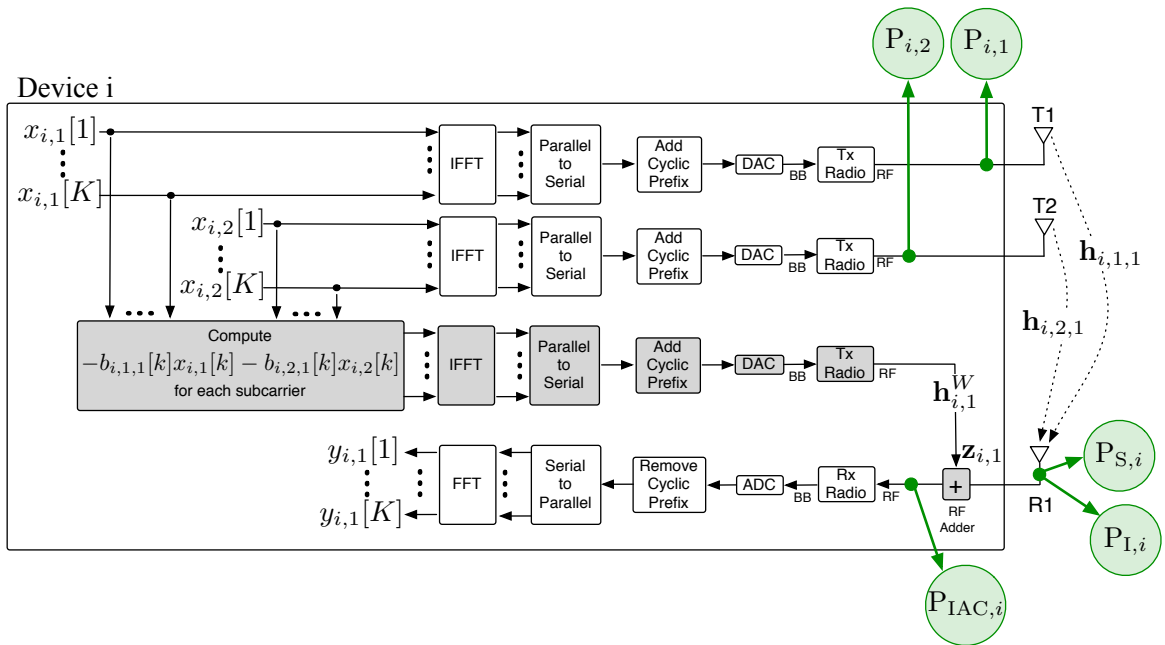 P_{i,2}
P_{i,1}
Device i
x_{i,1}[1]
x_{i,1}[K]
IFFT
Parallel
to
Serial
Add
Cyclic
Prefix
DAC
BB
Tx
Radio
RF
T1
x_{i,2}[1]
x_{i,2}[K]
IFFT
Parallel
to
Serial
Add
Cyclic
Prefix
DAC
BB
Tx
Radio
RF
T2
h_{i,1,1}
h_{i,2,1}
Compute
-b_{i,1,1}[k]x_{i,1}[k] - b_{i,2,1}[k]x_{i,2}[k]
for each subcarrier
IFFT
Parallel
to
Serial
Add
Cyclic
Prefix
DAC
BB
Tx
Radio
RF
h^W_{i,1}
z_{i,1}
y_{i,1}[1]
y_{i,1}[K]
FFT
Serial
to
Parallel
Remove
Cyclic
Prefix
ADC
BB
Rx
Radio
RF
+
RF
Adder
R1
P_{S,i}
P_{I,i}
P_{IAC,i}